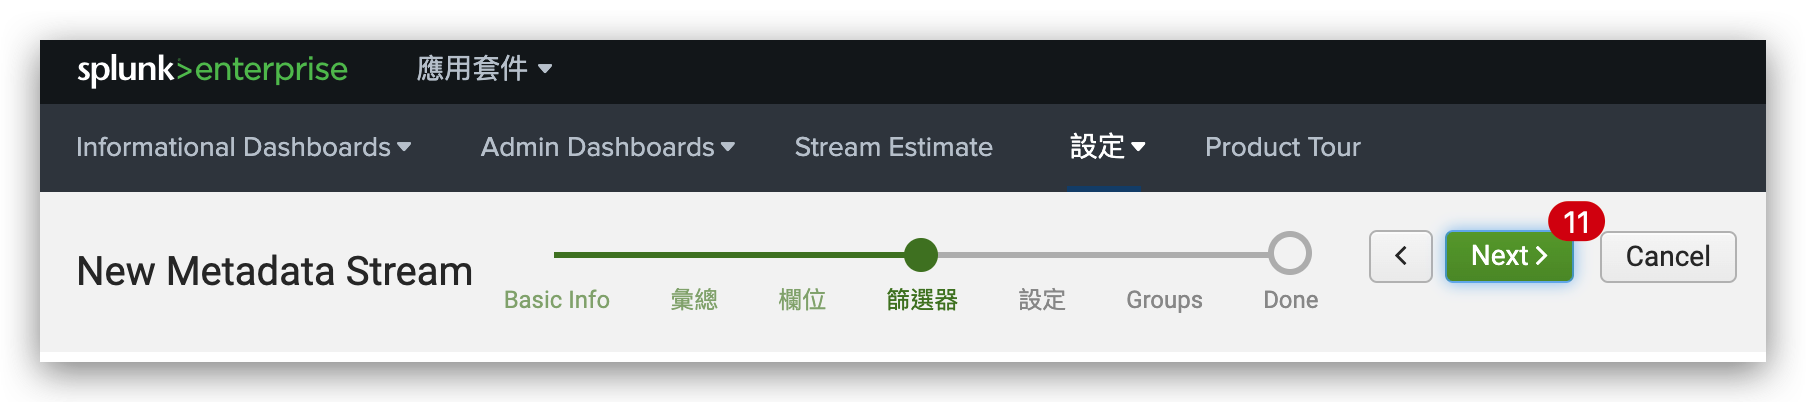 splunk>enterprise 應用套件
Informational Dashboards Admin Dashboards Stream Estimate 設定 Product Tour
New Metadata Stream
Basic Info 彙總 欄位 篩選器 設定 Groups Done
< Next > 11 Cancel